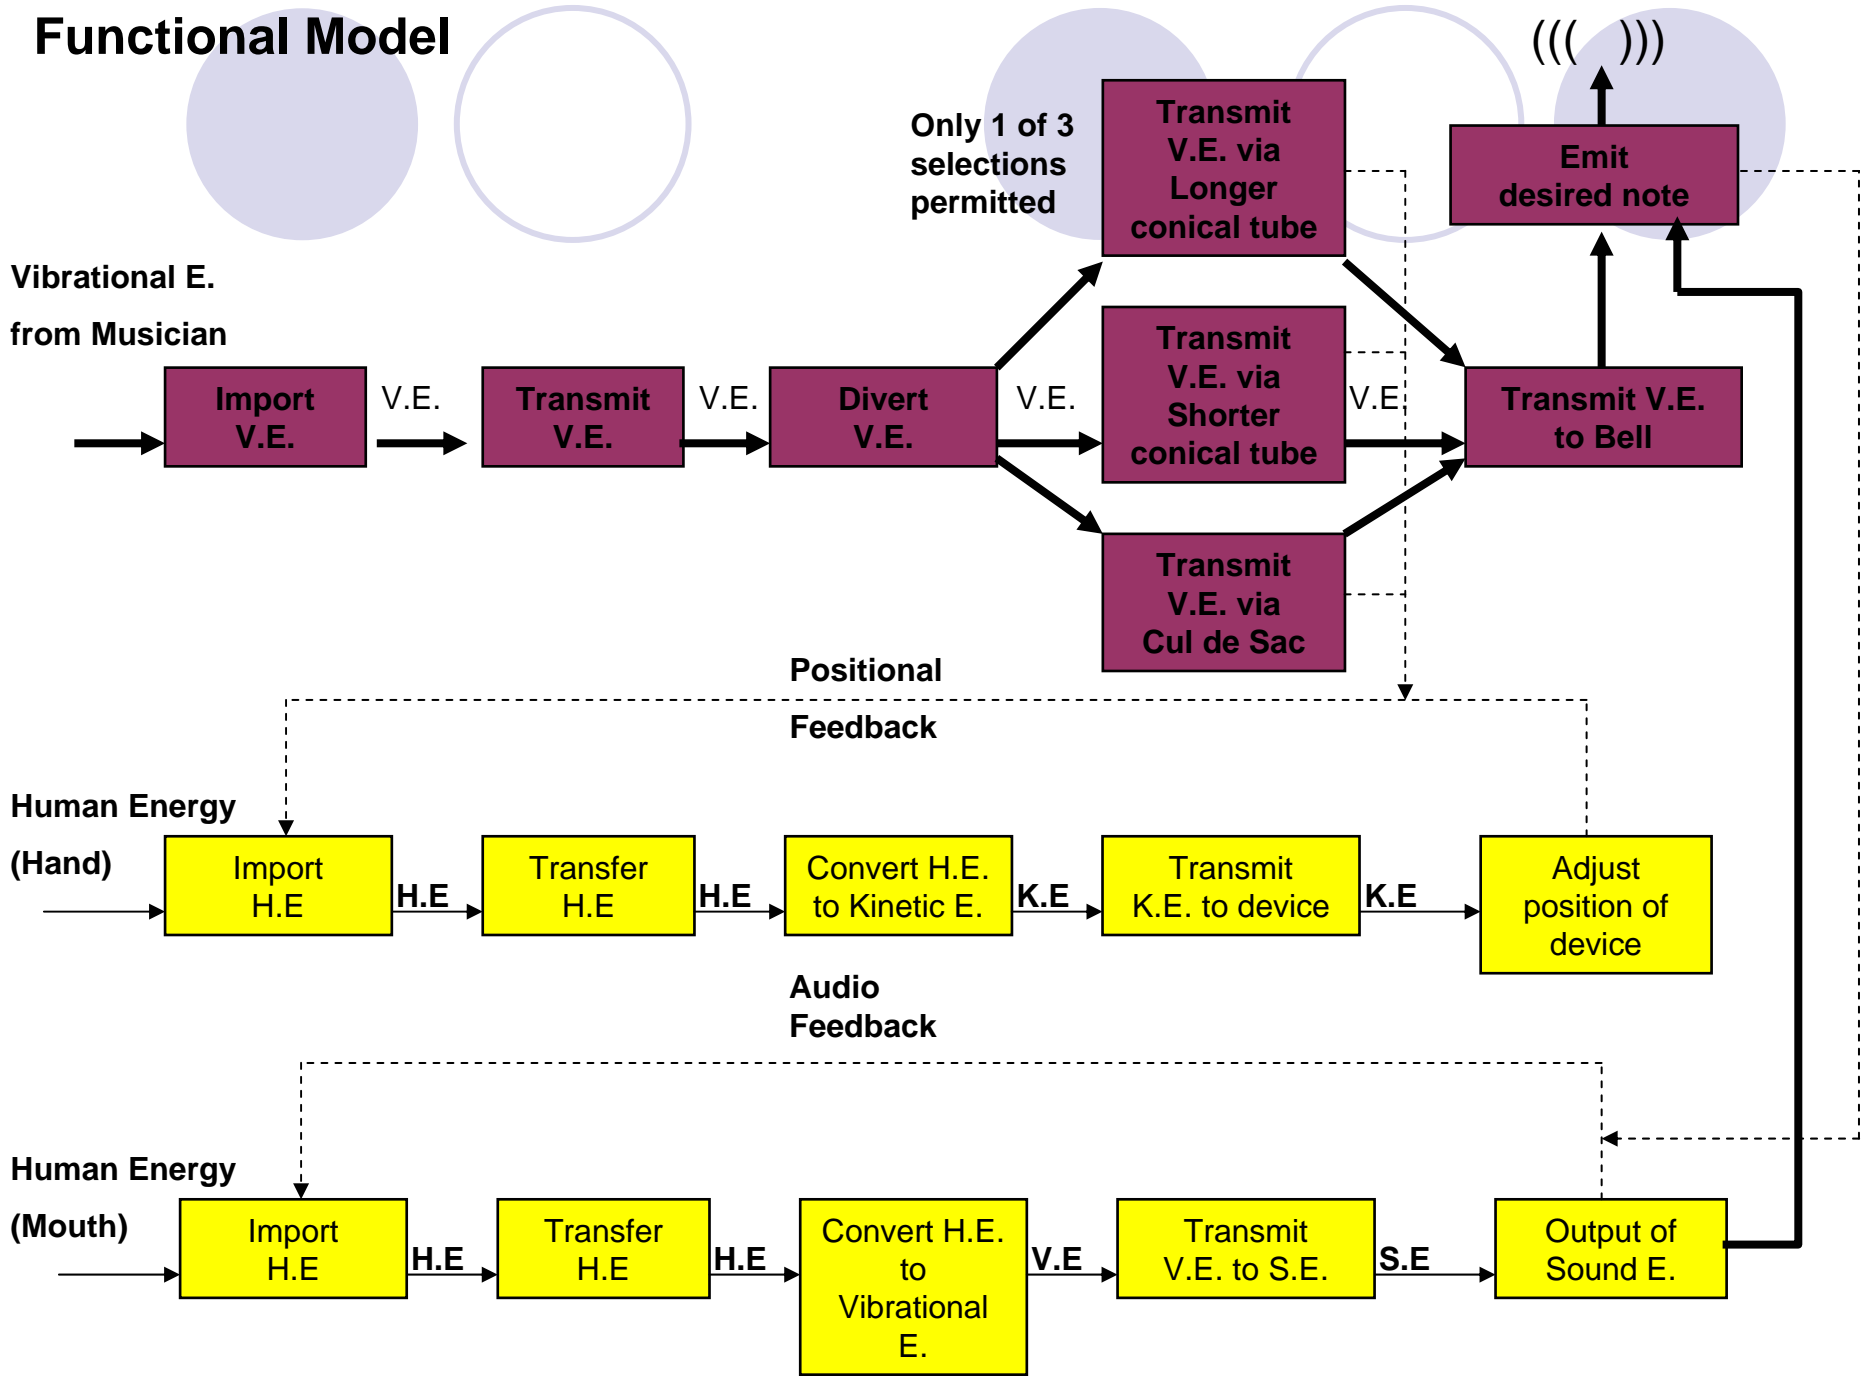 Functional Model
(((   )))
Only 1 of 3
selections
permitted
Transmit
V.E. via
Longer
conical tube
Emit
desired note
Vibrational E.
from Musician
Import
V.E.
V.E.
Transmit
V.E.
V.E.
Divert
V.E.
V.E.
Transmit
V.E. via
Shorter
conical tube
V.E.
Transmit V.E.
to Bell
Transmit
V.E. via
Cul de Sac
Positional
Feedback
Human Energy
(Hand)
Import
H.E
H.E
Transfer
H.E
H.E
Convert H.E.
to Kinetic E.
K.E
Transmit
K.E. to device
K.E
Adjust
position of
device
Audio
Feedback
Human Energy
(Mouth)
Import
H.E
H.E
Transfer
H.E
H.E
Convert H.E.
to
Vibrational
E.
V.E
Transmit
V.E. to S.E.
S.E
Output of
Sound E.